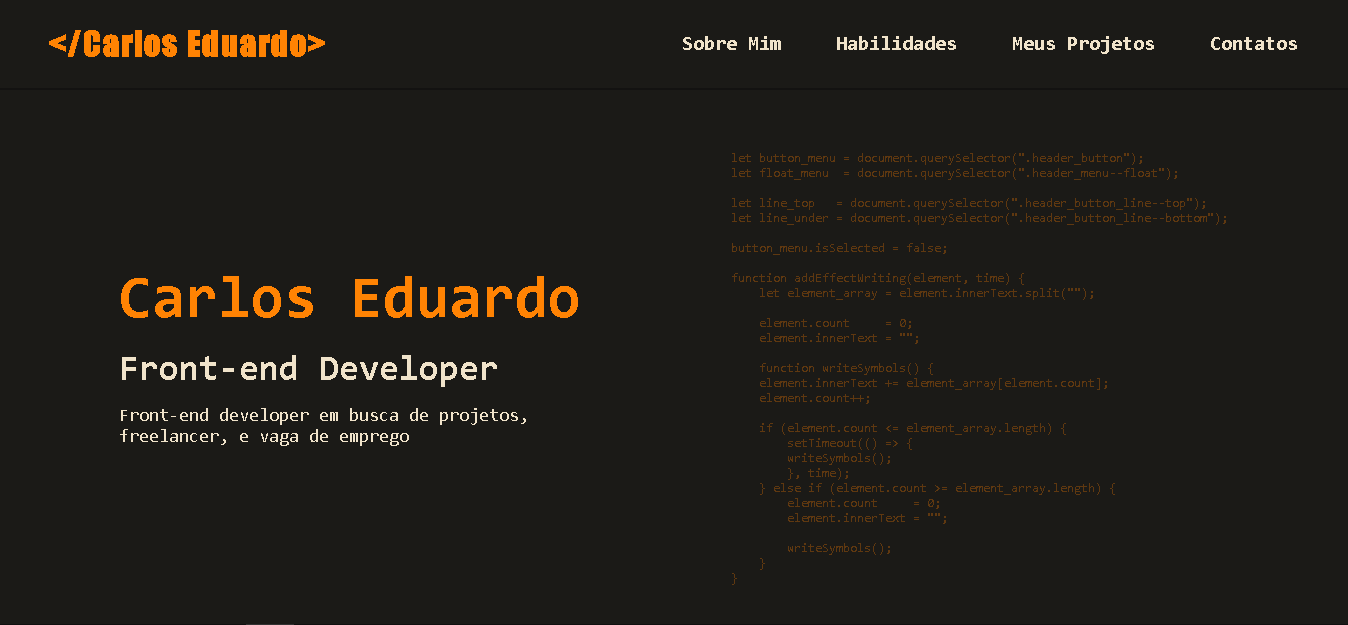 </Carlos Eduardo>
Sobre Mim Habilidades Meus Projetos Contatos
Carlos Eduardo
Front-end Developer
Front-end developer em busca de projetos,
freelancer, e vaga de emprego
let button_menu = document.querySelector(".header_button");
let float_menu  = document.querySelector(".header_menu--float");
let line_top   = document.querySelector(".header_button_line--top");
let line_under = document.querySelector(".header_button_line--bottom");
button_menu.isSelected = false;
function addEffectWriting(element, time) {
    let element_array = element.innerText.split("");
    element.count     = 0;
    element.innerText = "";
    function writeSymbols() {
    element.innerText += element_array[element.count];
    element.count++;
    if (element.count <= element_array.length) {
        setTimeout(() => {
        writeSymbols();
        }, time);
    } else if (element.count >= element_array.length) {
        element.count     = 0;
        element.innerText = "";
        writeSymbols();
    }
}